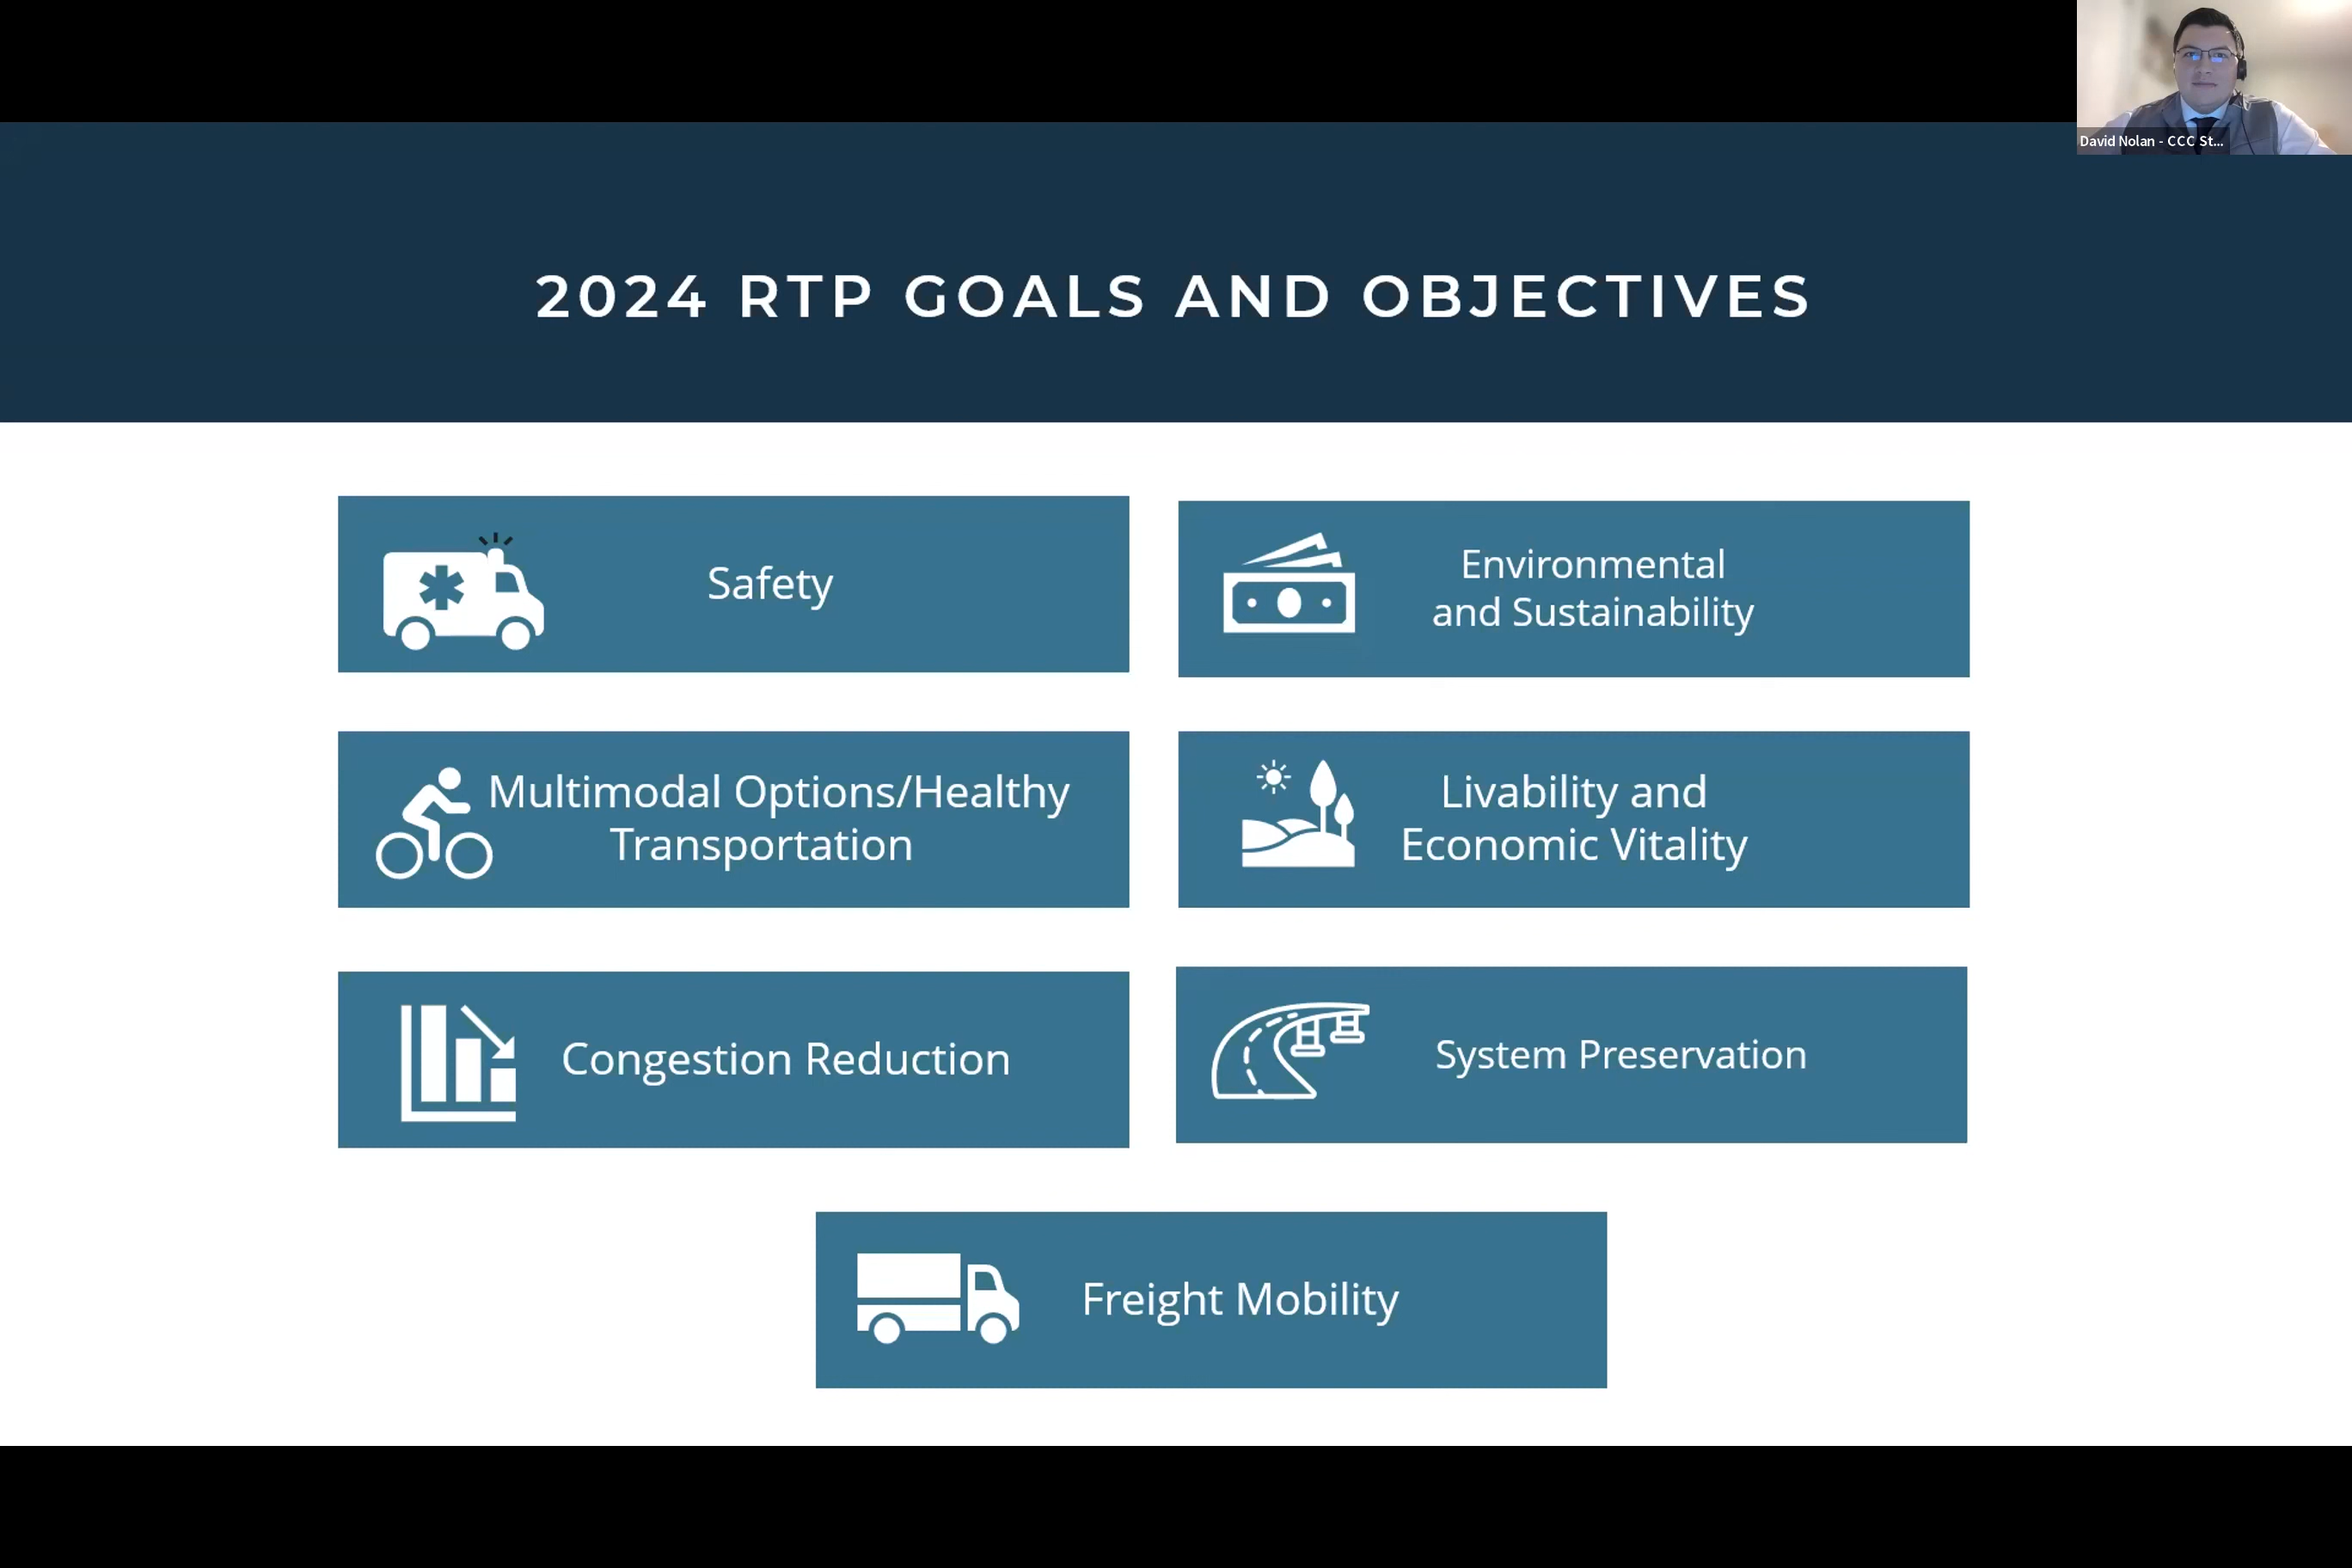 David Nolan - CCC St...
2024 RTP GOALS AND OBJECTIVES
Safety
Environmental
and Sustainability
Multimodal Options/Healthy
Transportation
Livability and
Economic Vitality
Congestion Reduction
System Preservation
Freight Mobility